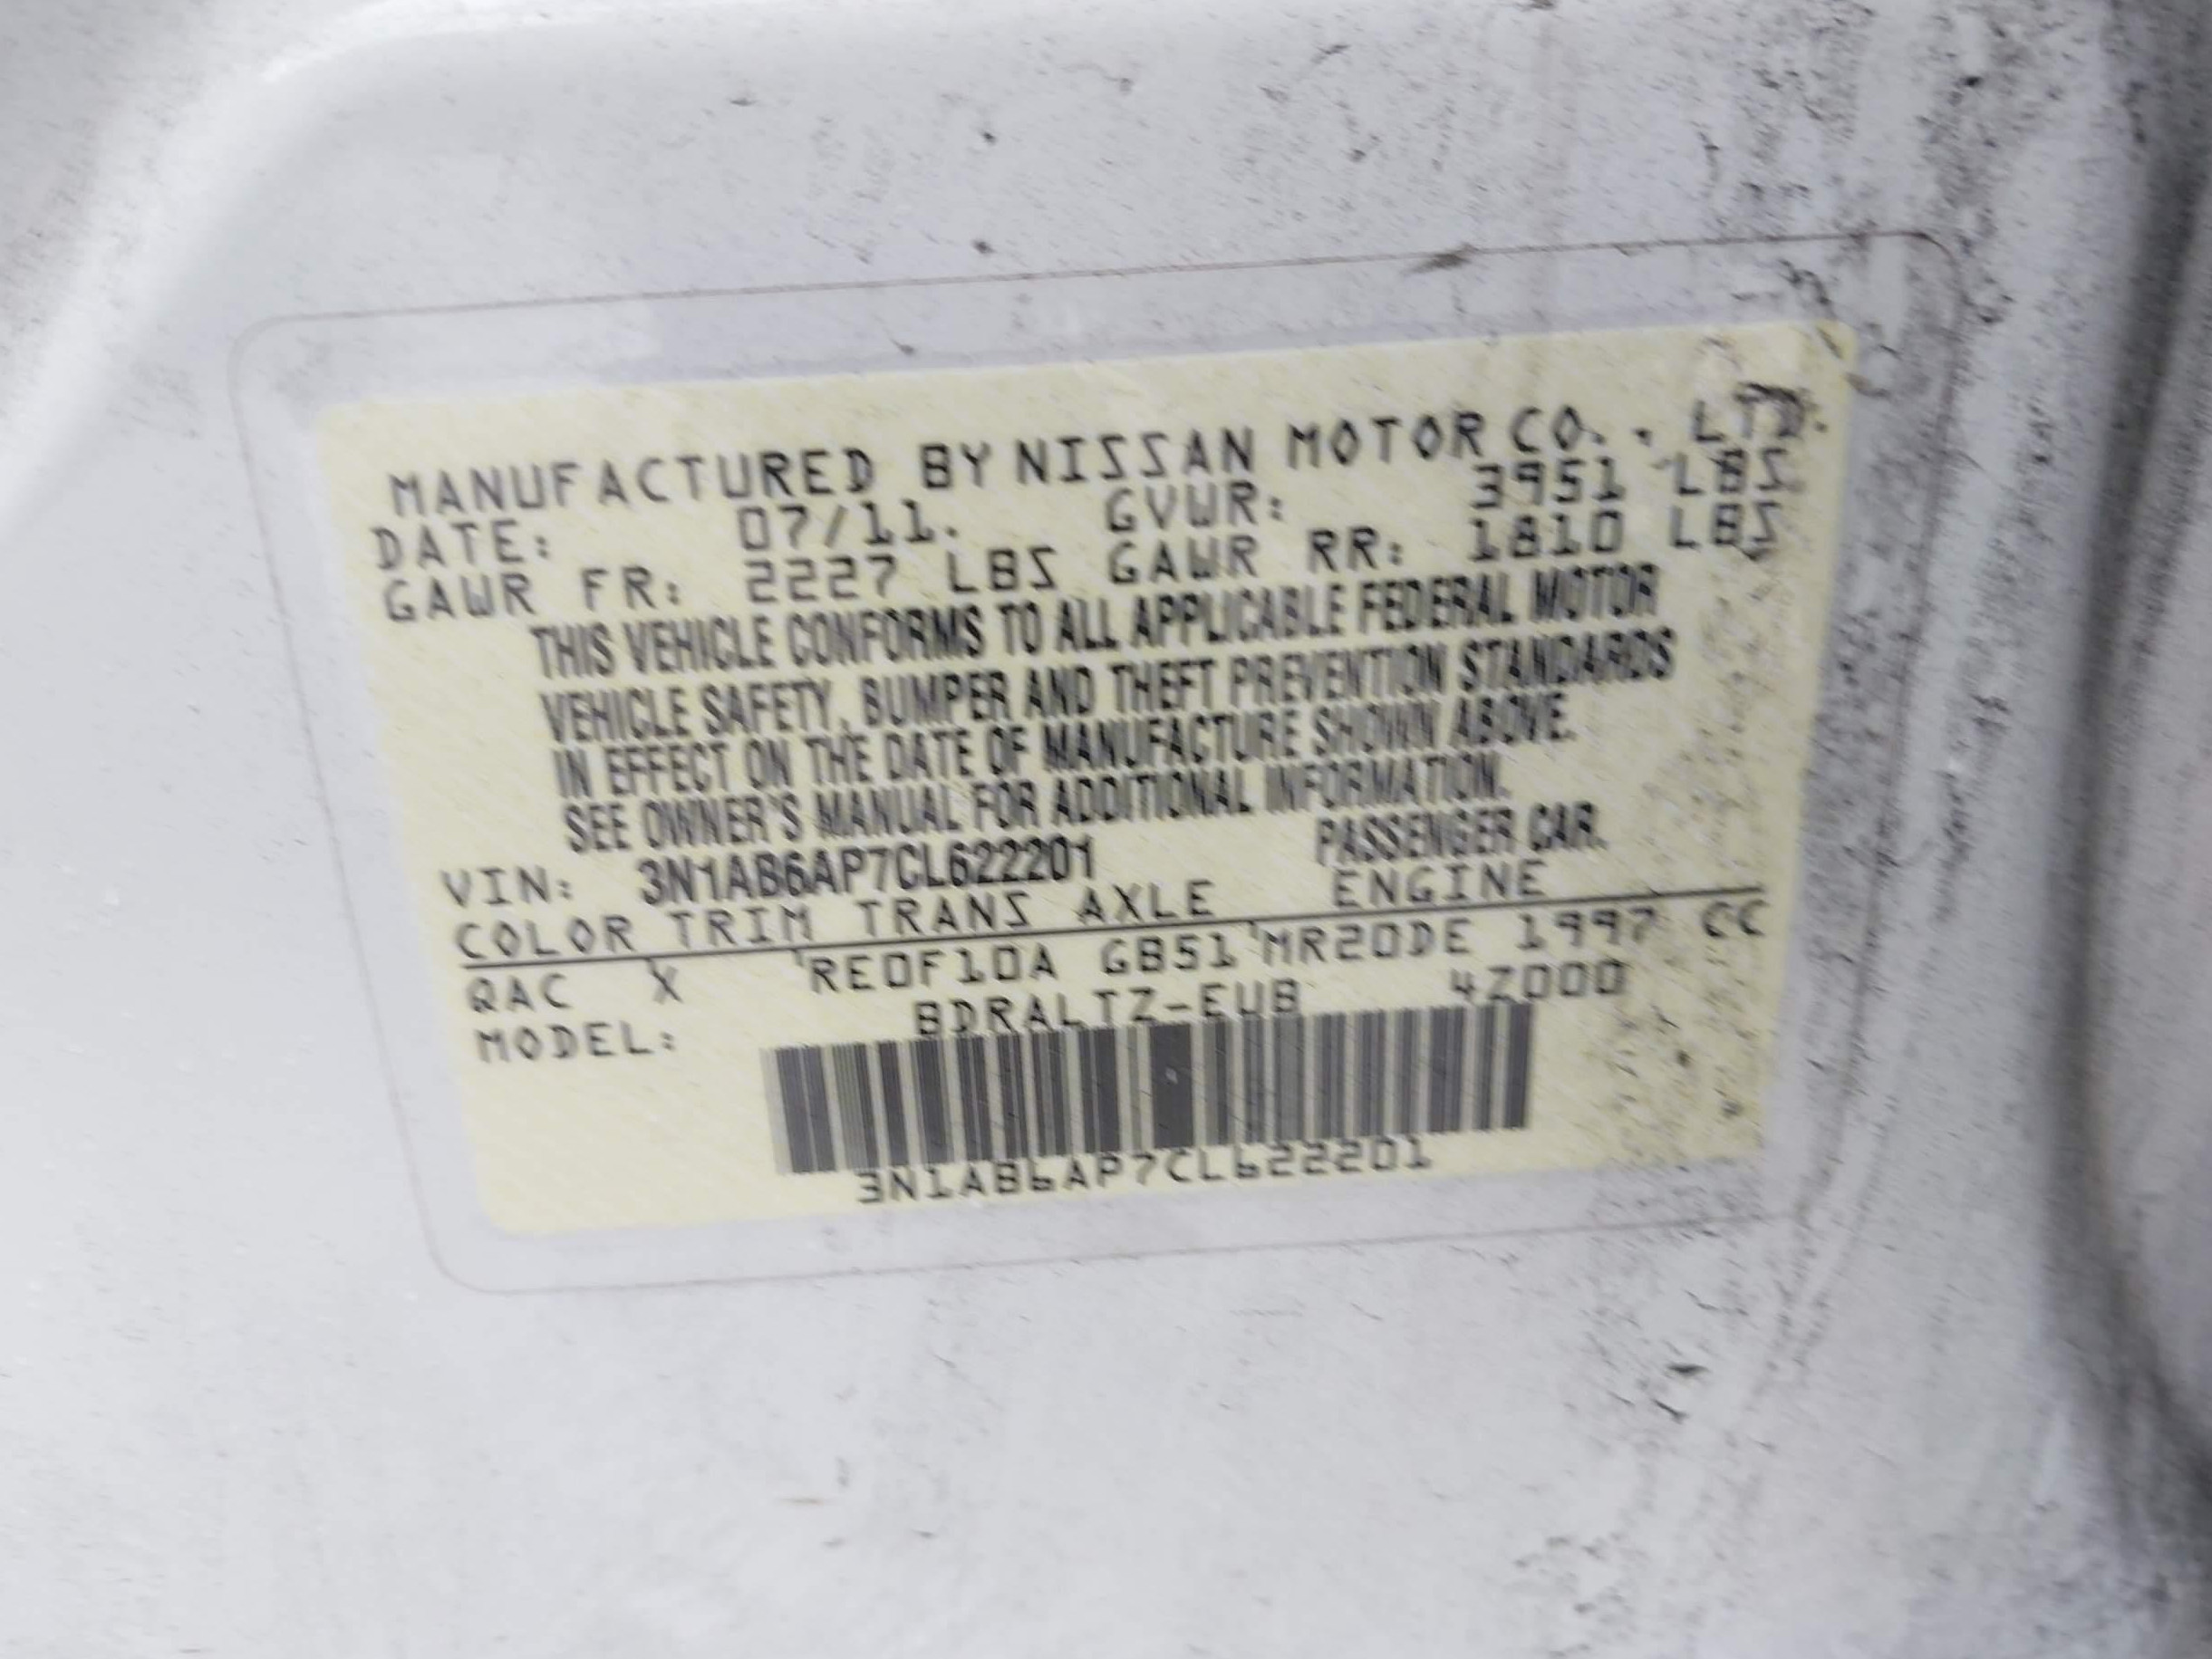 MANUFACTURED BY NISSAN MOTOR CO., LTD.
DATE: 07/11. GVWR: 3951 LBS
GAWR FR: 2227 LBS GAWR RR: 1810 LBS
THIS VEHICLE CONFORMS TO ALL APPLICABLE FEDERAL MOTOR
VEHICLE SAFETY, BUMPER AND THEFT PREVENTION STANDARDS
IN EFFECT ON THE DATE OF MANUFACTURE SHOWN ABOVE.
SEE OWNER'S MANUAL FOR ADDITIONAL INFORMATION.
VIN: 3N1AB6AP7CL622201 PASSENGER CAR.
COLOR TRIM TRANS AXLE ENGINE
QAC X RE0F10A GB51 MR20DE 1997 CC
MODEL: BDRALTZ-EUB 4Z000
3N1AB6AP7CL622201